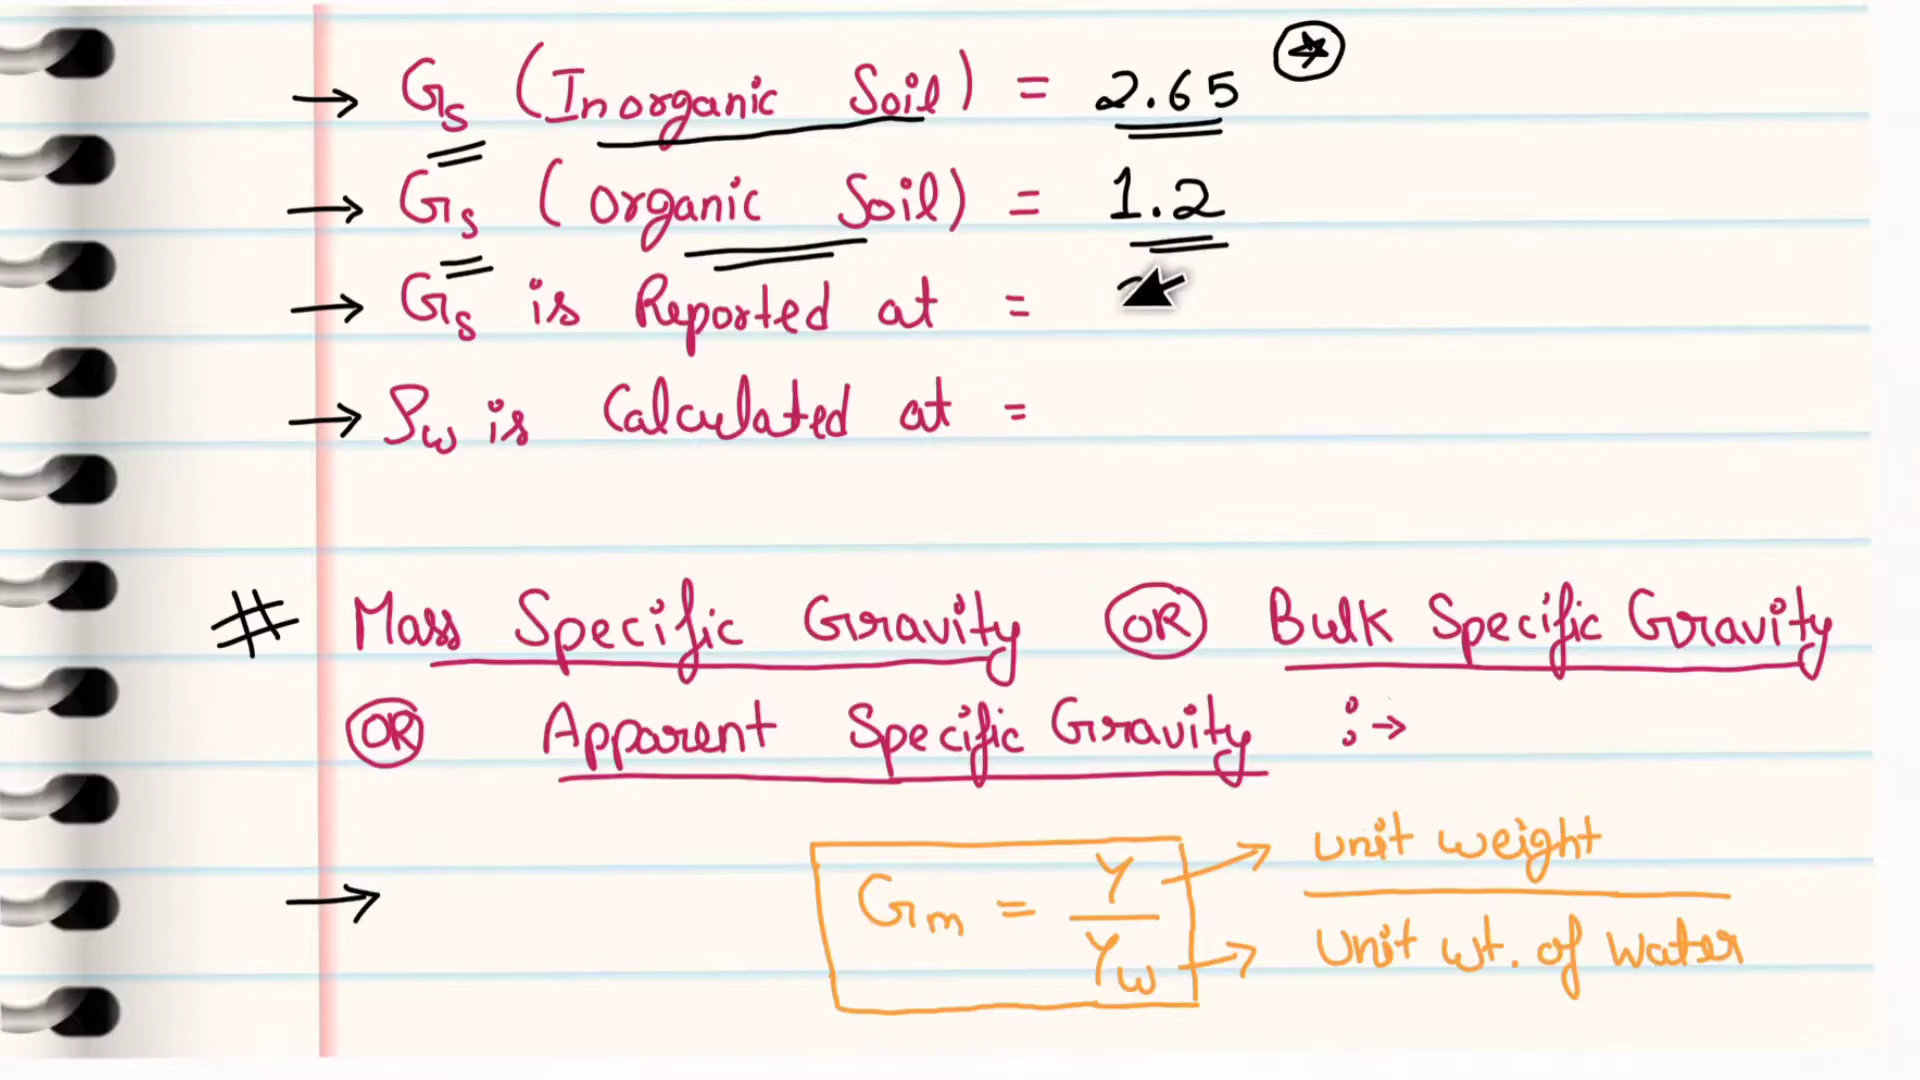 → Gs (Inorganic Soil) = 2.65
→ Gs (organic Soil) = 1.2
→ Gs is Reported at =
→ ρw is Calculated at =
# Mass Specific Gravity OR Bulk Specific Gravity
OR Apparent Specific Gravity :→
→ Gm = γ/γw → unit weight
→ Unit wt. of water